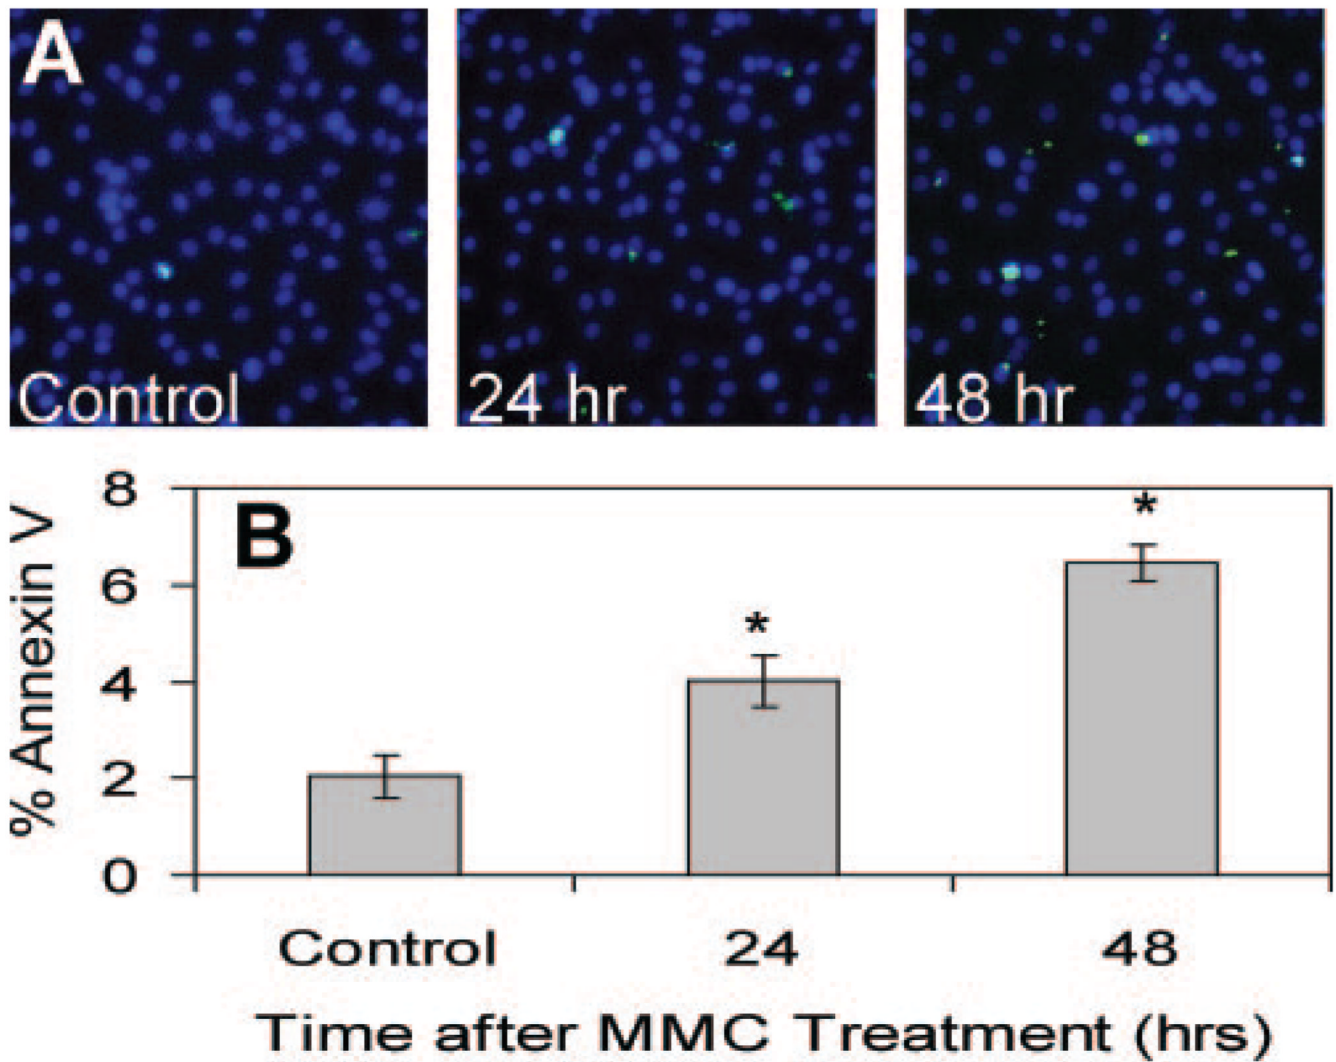 A
Control
24 hr
48 hr
B
% Annexin V
8
6
4
2
0
*
*
Control 24 48
Time after MMC Treatment (hrs)